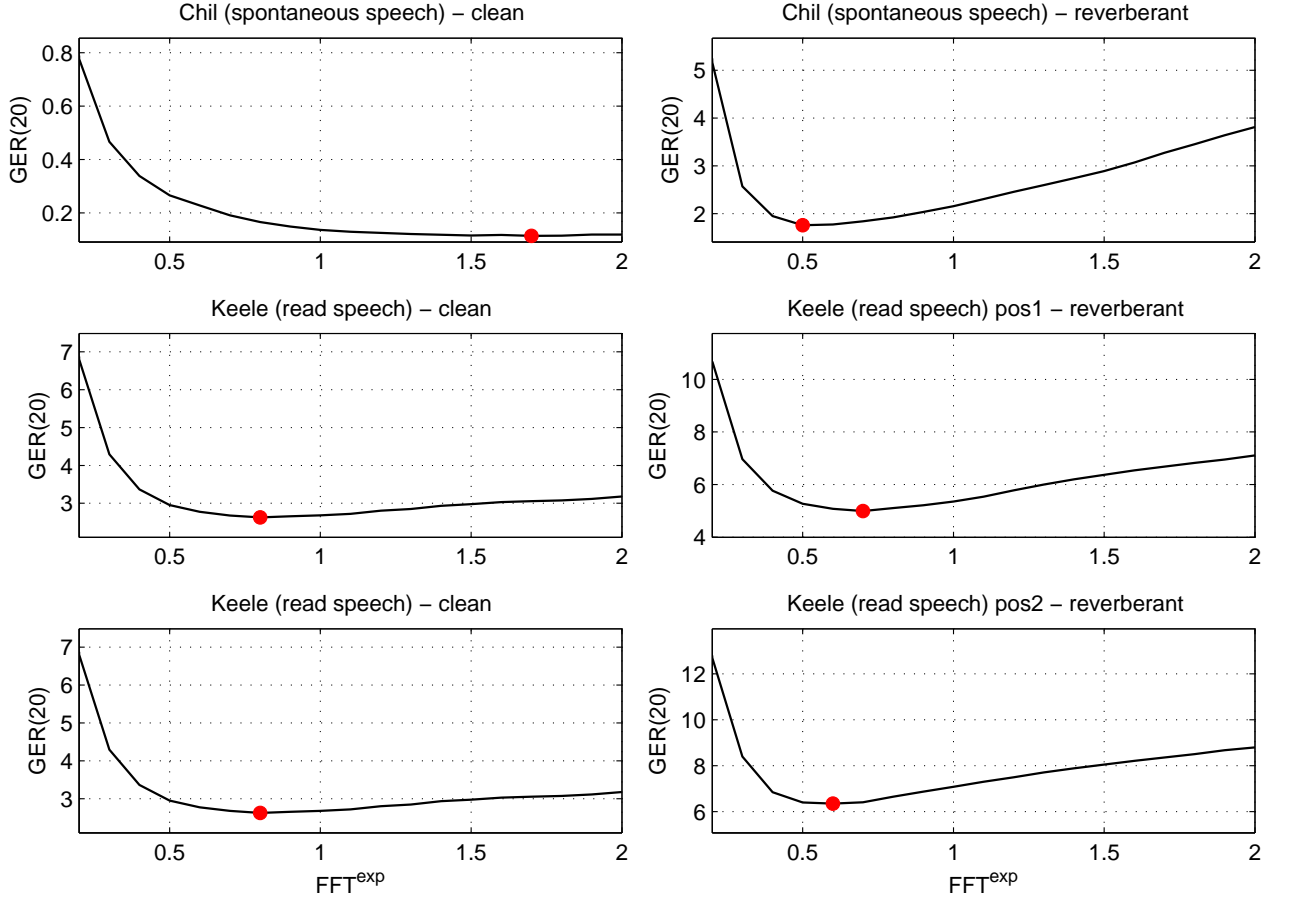 Chil (spontaneous speech) – clean
GER(20)
0.8
0.6
0.4
0.2
0.5 1 1.5 2
Chil (spontaneous speech) – reverberant
GER(20)
5
4
3
2
0.5 1 1.5 2
Keele (read speech) – clean
GER(20)
7
6
5
4
3
0.5 1 1.5 2
Keele (read speech) pos1 – reverberant
GER(20)
10
8
6
4
0.5 1 1.5 2
Keele (read speech) – clean
GER(20)
7
6
5
4
3
0.5 1 1.5 2
FFT^exp
Keele (read speech) pos2 – reverberant
GER(20)
12
10
8
6
0.5 1 1.5 2
FFT^exp